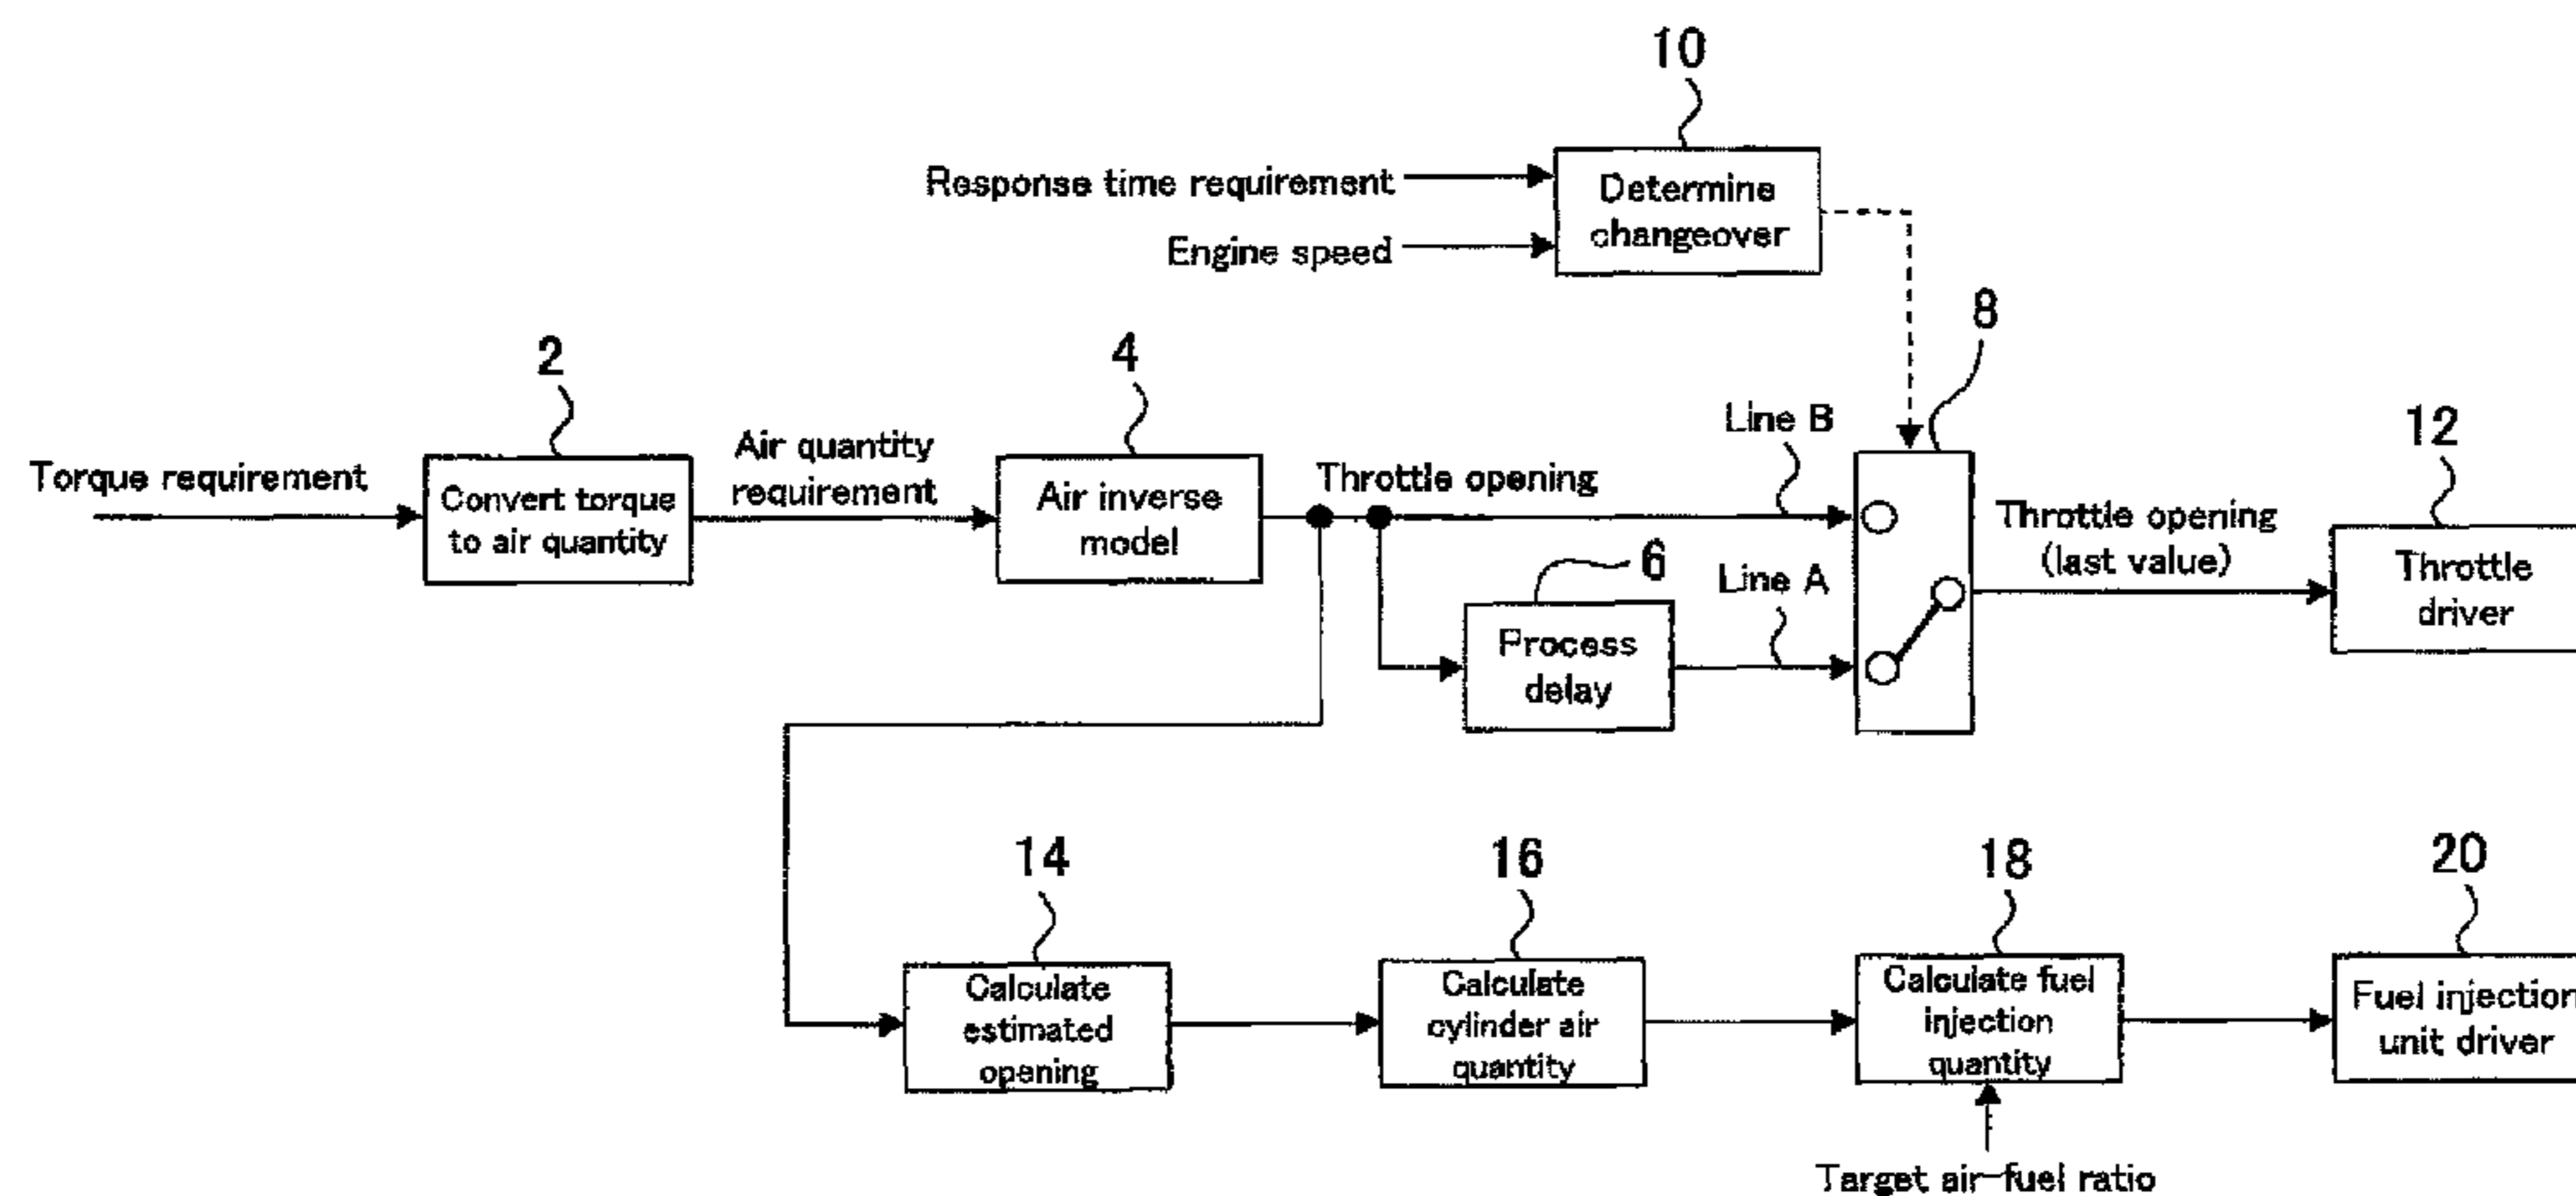 10
Response time requirement
Determine
changeover
Engine speed
8
2
4
Line B
12
Torque requirement
Convert torque
to air quantity
Air quantity
requirement
Air inverse
model
Throttle opening
6
Line A
Process
delay
Throttle opening
(last value)
Throttle
driver
14
16
18
20
Calculate
estimated
opening
Calculate
cylinder air
quantity
Calculate fuel
injection
quantity
Fuel injection
unit driver
Target air-fuel ratio